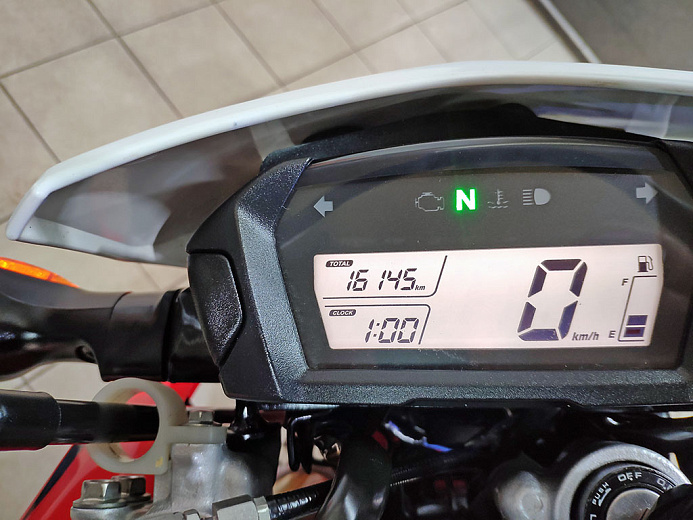 N
TOTAL
16145 km
CLOCK
1:00
0 km/h
F
E
PUSH OFF